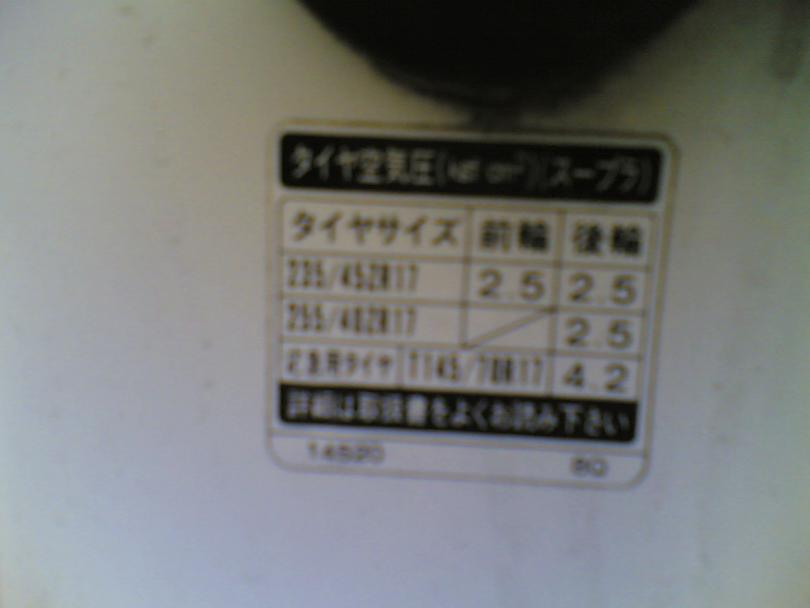 タイヤ空気圧(kgf/cm²)(スープラ)
タイヤサイズ 前輪 後輪
235/45ZR17 2.5 2.5
255/40ZR17 2.5
応急用タイヤ T145/70R17 4.2
詳細は取扱書をよくお読み下さい
14520 BQ